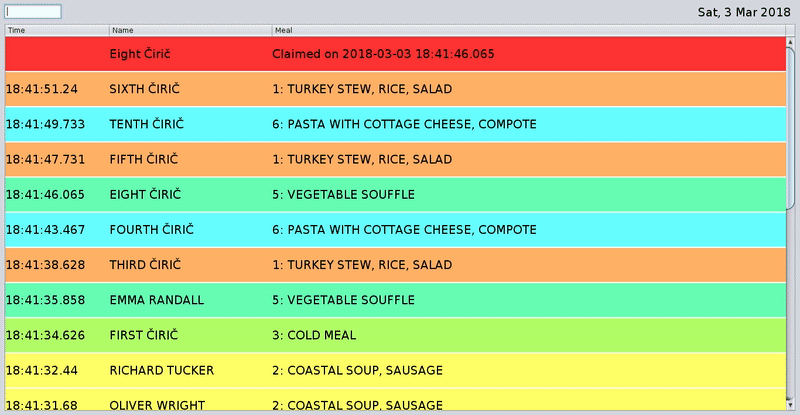 Sat, 3 Mar 2018
Time Name Meal
Eight Čirič Claimed on 2018-03-03 18:41:46.065
18:41:51.24 SIXTH ČIRIČ 1: TURKEY STEW, RICE, SALAD
18:41:49.733 TENTH ČIRIČ 6: PASTA WITH COTTAGE CHEESE, COMPOTE
18:41:47.731 FIFTH ČIRIČ 1: TURKEY STEW, RICE, SALAD
18:41:46.065 EIGHT ČIRIČ 5: VEGETABLE SOUFFLE
18:41:43.467 FOURTH ČIRIČ 6: PASTA WITH COTTAGE CHEESE, COMPOTE
18:41:38.628 THIRD ČIRIČ 1: TURKEY STEW, RICE, SALAD
18:41:35.858 EMMA RANDALL 5: VEGETABLE SOUFFLE
18:41:34.626 FIRST ČIRIČ 3: COLD MEAL
18:41:32.44 RICHARD TUCKER 2: COASTAL SOUP, SAUSAGE
18:41:31.68 OLIVER WRIGHT 2: COASTAL SOUP, SAUSAGE